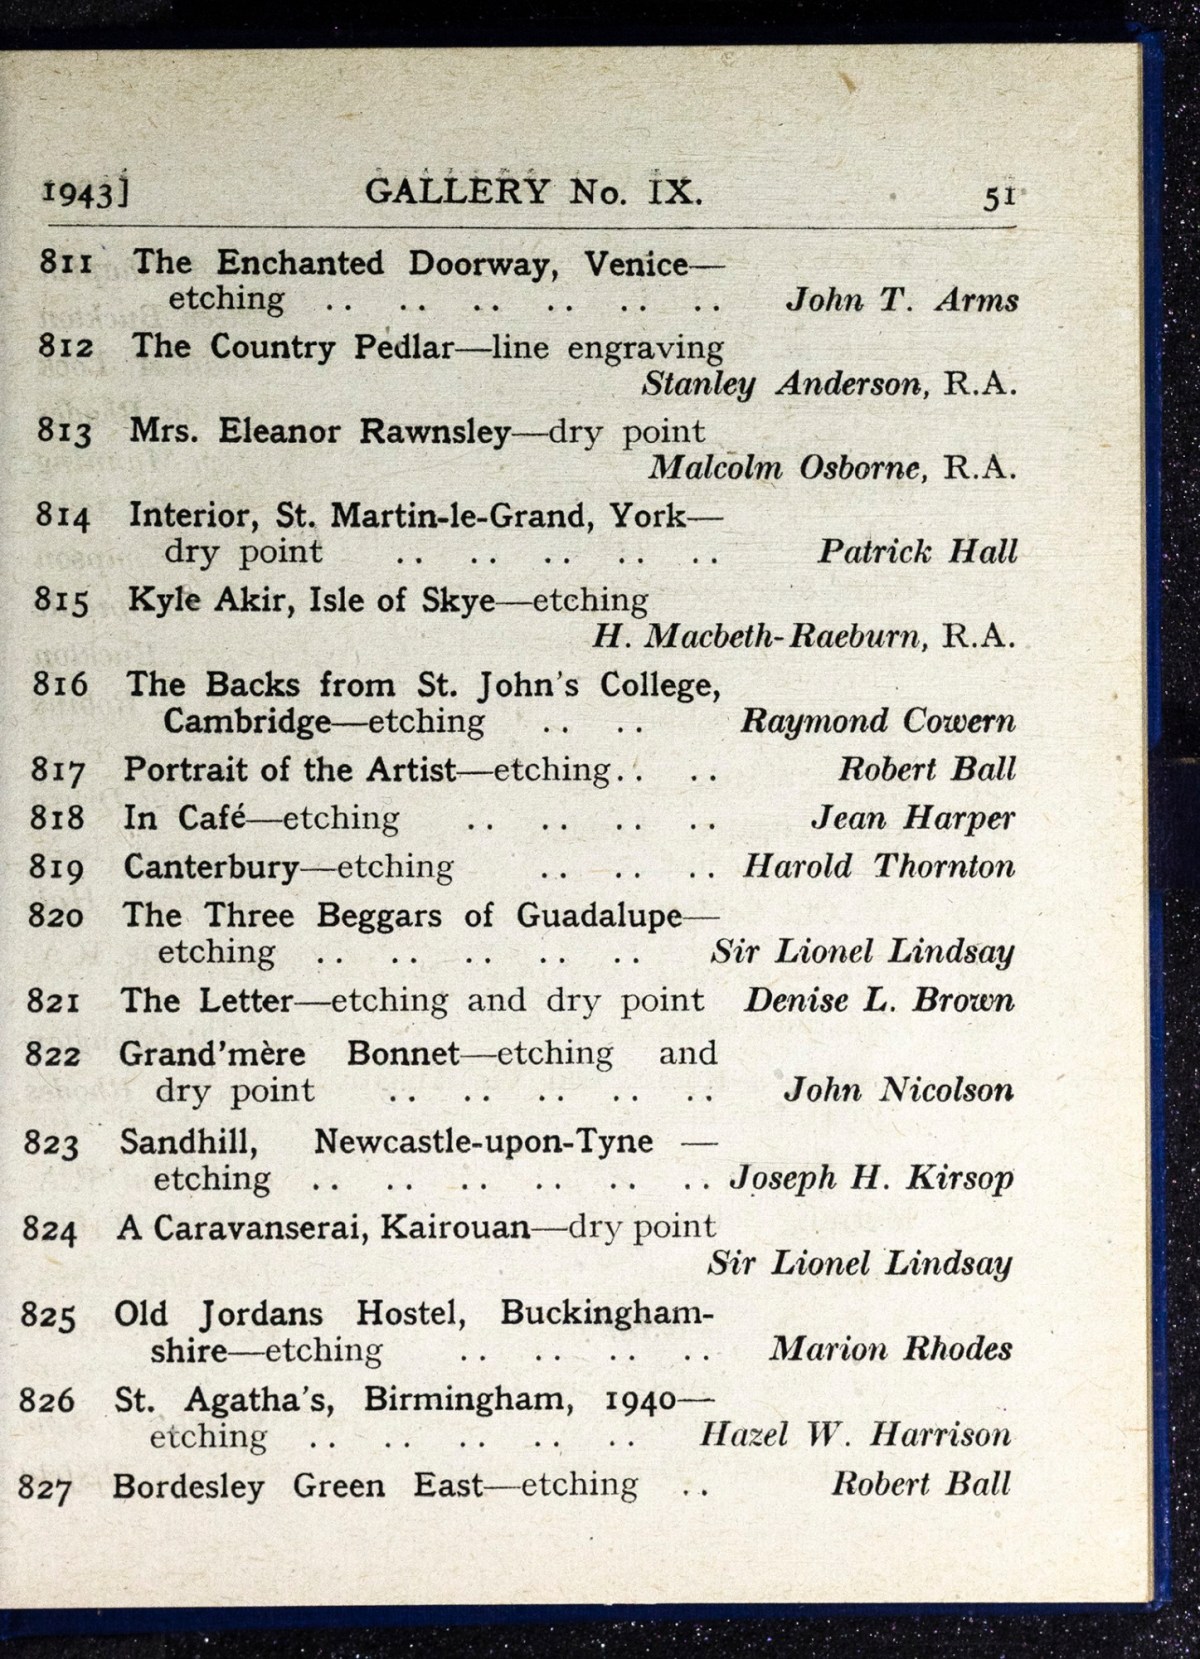 1943] GALLERY No. IX. 51
811 The Enchanted Doorway, Venice—
etching .. .. .. .. .. .. John T. Arms
812 The Country Pedlar—line engraving
Stanley Anderson, R.A.
813 Mrs. Eleanor Rawnsley—dry point
Malcolm Osborne, R.A.
814 Interior, St. Martin-le-Grand, York—
dry point .. .. .. .. .. Patrick Hall
815 Kyle Akir, Isle of Skye—etching
H. Macbeth-Raeburn, R.A.
816 The Backs from St. John's College,
Cambridge—etching .. .. Raymond Cowern
817 Portrait of the Artist—etching.. .. Robert Ball
818 In Café—etching .. .. .. .. Jean Harper
819 Canterbury—etching .. .. .. Harold Thornton
820 The Three Beggars of Guadalupe—
etching .. .. .. .. .. Sir Lionel Lindsay
821 The Letter—etching and dry point Denise L. Brown
822 Grand'mère Bonnet—etching and
dry point .. .. .. .. .. John Nicolson
823 Sandhill, Newcastle-upon-Tyne —
etching .. .. .. .. .. .. Joseph H. Kirsop
824 A Caravanserai, Kairouan—dry point
Sir Lionel Lindsay
825 Old Jordans Hostel, Buckingham-
shire—etching .. .. .. .. Marion Rhodes
826 St. Agatha's, Birmingham, 1940—
etching .. .. .. .. .. Hazel W. Harrison
827 Bordesley Green East—etching .. Robert Ball